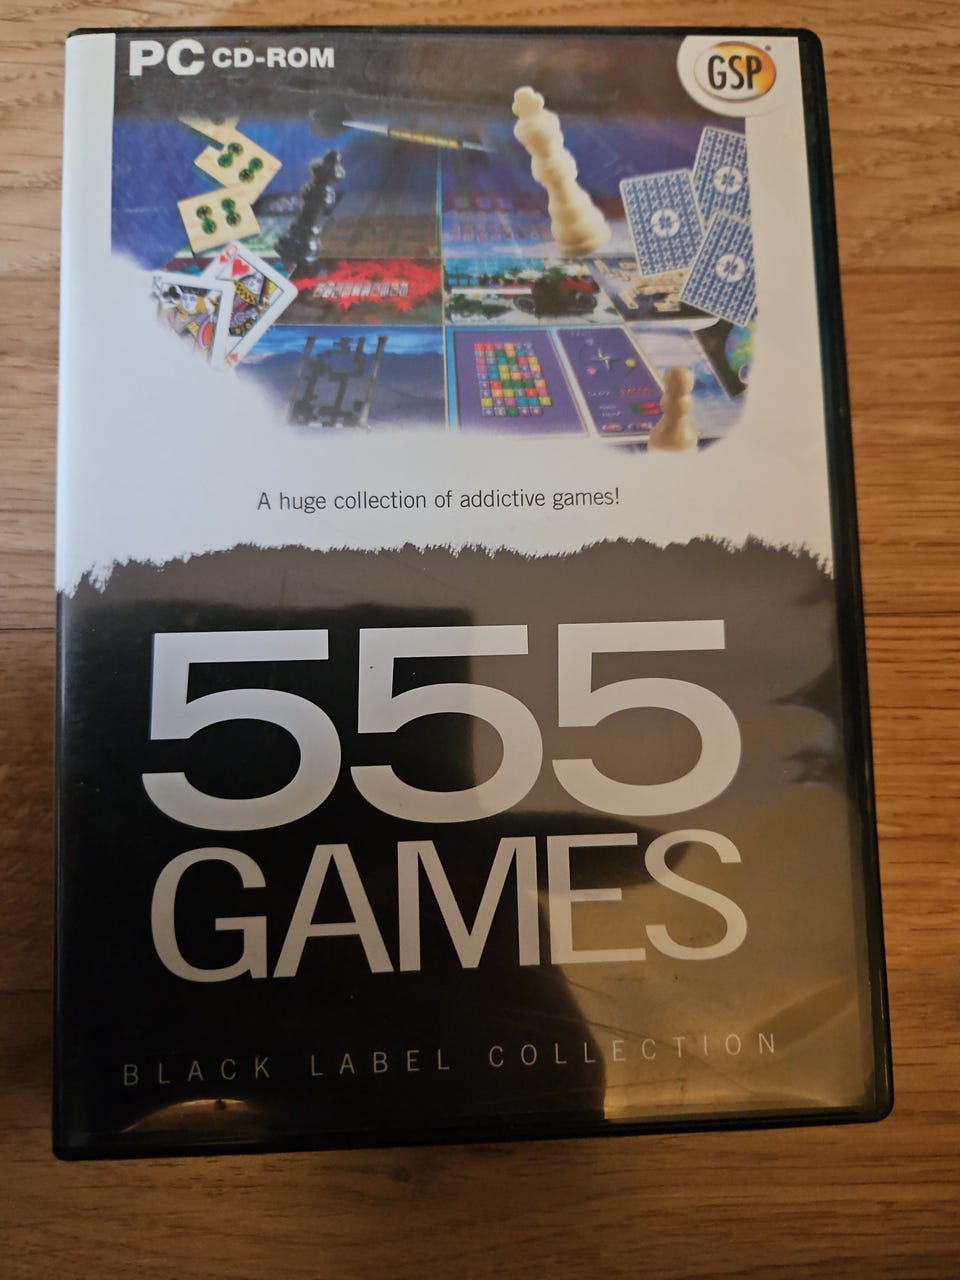 PC CD-ROM
GSP
A huge collection of addictive games!
555
GAMES
BLACK LABEL COLLECTION